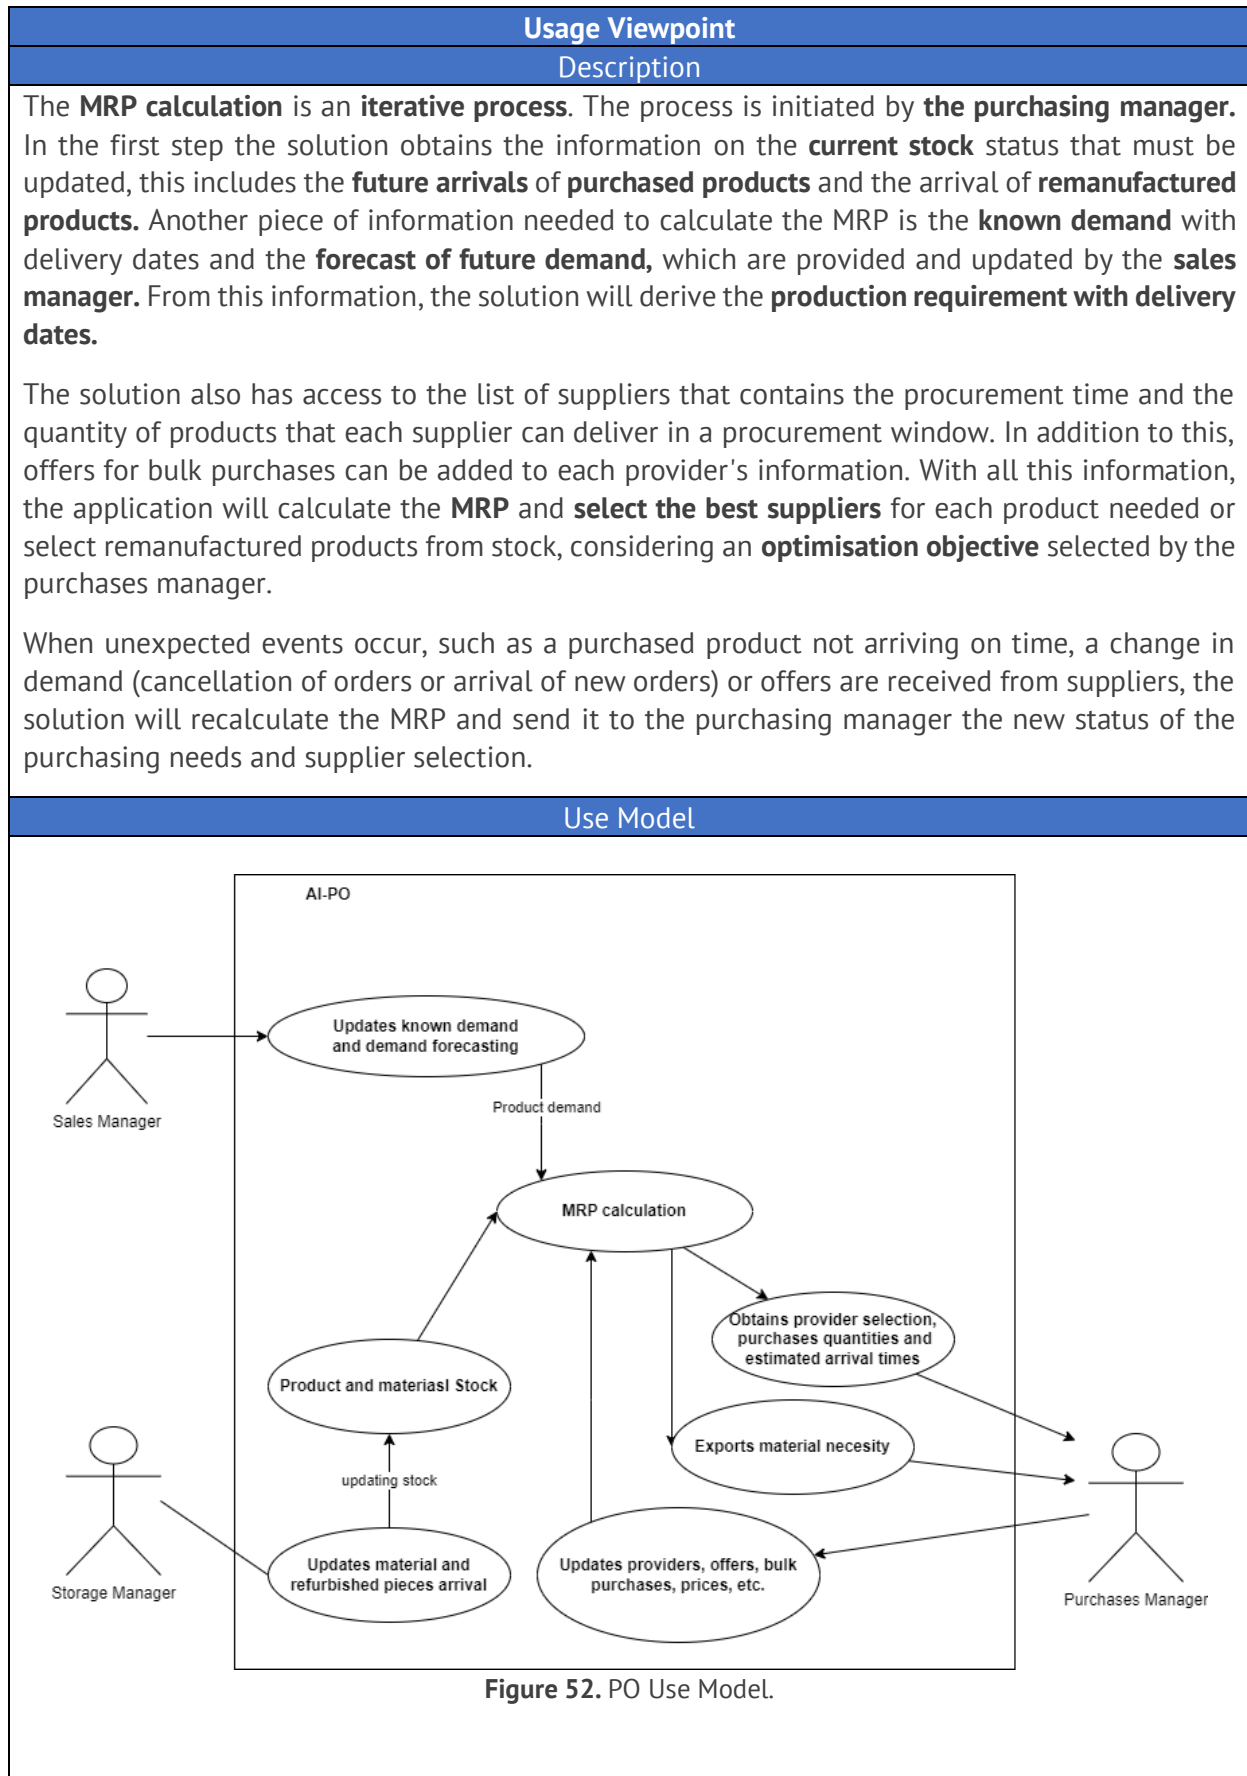 Usage Viewpoint
Description
The MRP calculation is an iterative process. The process is initiated by the purchasing manager.
In the first step the solution obtains the information on the current stock status that must be
updated, this includes the future arrivals of purchased products and the arrival of remanufactured
products. Another piece of information needed to calculate the MRP is the known demand with
delivery dates and the forecast of future demand, which are provided and updated by the sales
manager. From this information, the solution will derive the production requirement with delivery
dates.
The solution also has access to the list of suppliers that contains the procurement time and the
quantity of products that each supplier can deliver in a procurement window. In addition to this,
offers for bulk purchases can be added to each provider's information. With all this information,
the application will calculate the MRP and select the best suppliers for each product needed or
select remanufactured products from stock, considering an optimisation objective selected by the
purchases manager.
When unexpected events occur, such as a purchased product not arriving on time, a change in
demand (cancellation of orders or arrival of new orders) or offers are received from suppliers, the
solution will recalculate the MRP and send it to the purchasing manager the new status of the
purchasing needs and supplier selection.
Use Model
AI-PO
Updates known demand
and demand forecasting
Sales Manager
Product demand
MRP calculation
Obtains provider selection,
purchases quantities and
estimated arrival times
Product and materiasl Stock
Exports material necesity
updating stock
Updates material and
refurbished pieces arrival
Updates providers, offers, bulk
purchases, prices, etc.
Storage Manager
Purchases Manager
Figure 52. PO Use Model.